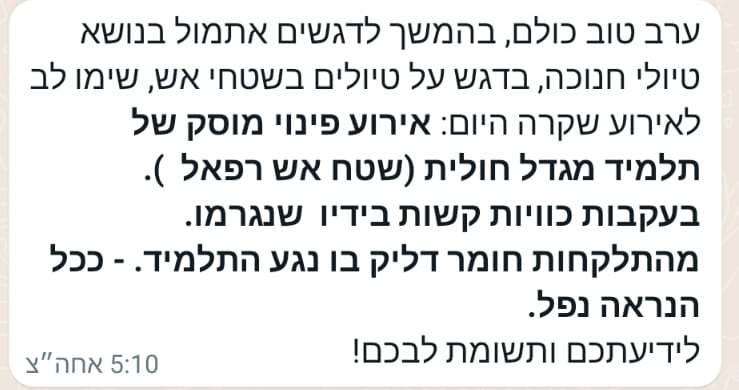 ערב טוב כולם, בהמשך לדגשים אתמול בנושא
טיולי חנוכה, בדגש על טיולים בשטחי אש, שימו לב
לאירוע שקרה היום: אירוע פינוי מוסק של
תלמיד מגדל חולית (שטח אש רפאל ).
בעקבות כוויות קשות בידיו שנגרמו.
מהתלקחות חומר דליק בו נגע התלמיד. - ככל
הנראה נפל.
לידיעתכם ותשומת לבכם!
5:10 אחה״צ